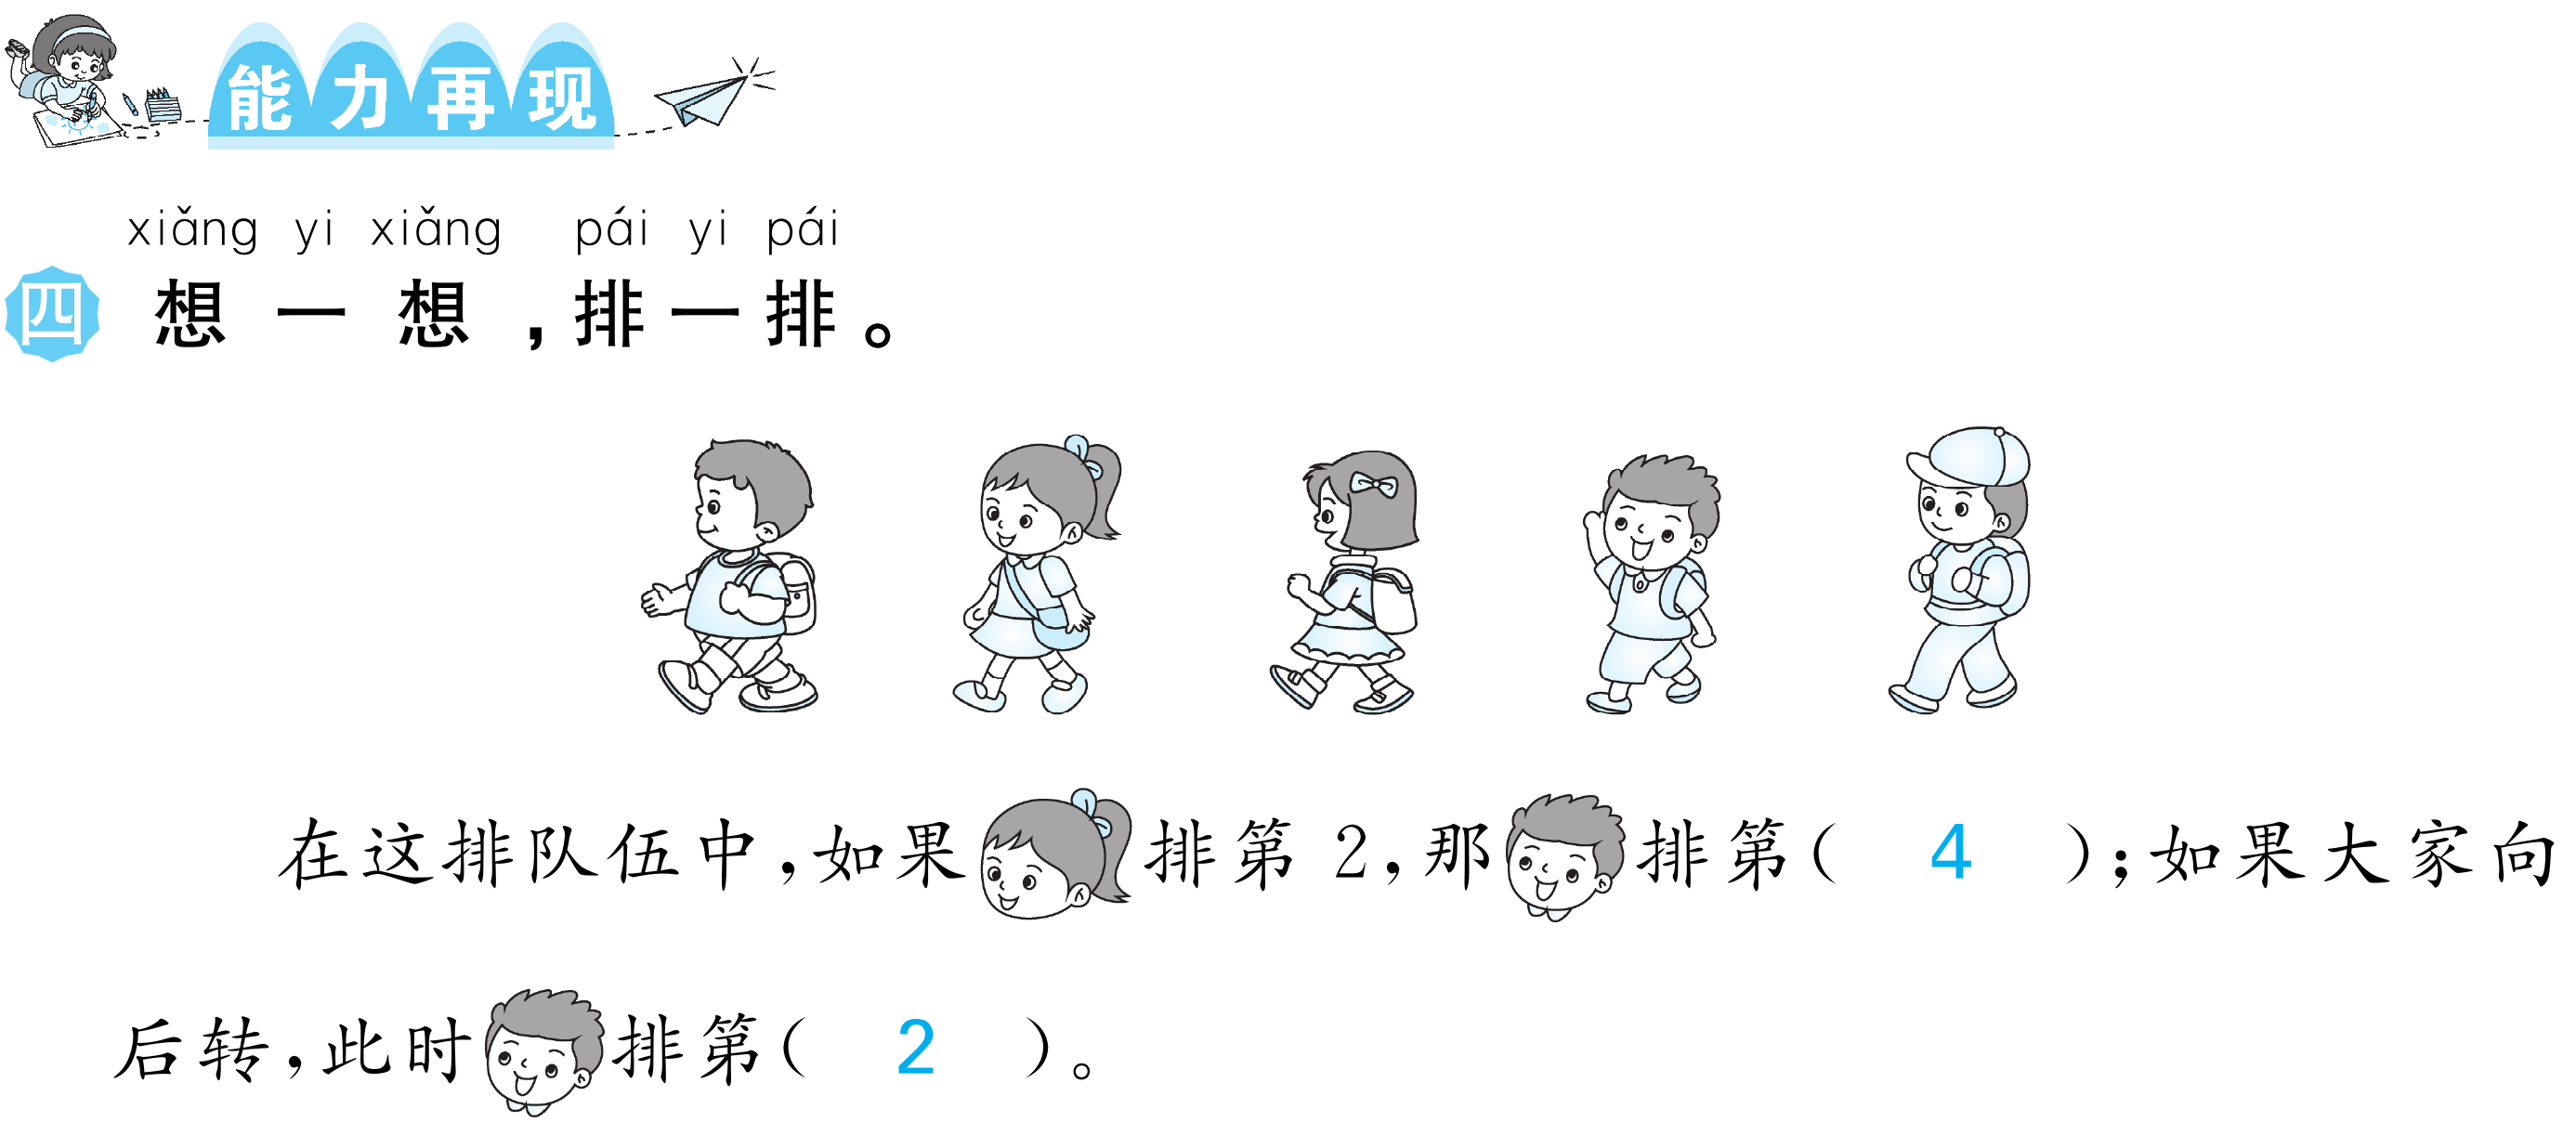 能力再现
xiǎng yi xiǎng pái yi pái
四 想一想,排一排。
在这排队伍中,如果排第2,那排第( 4 );如果大家向
后转,此时排第( 2 )。